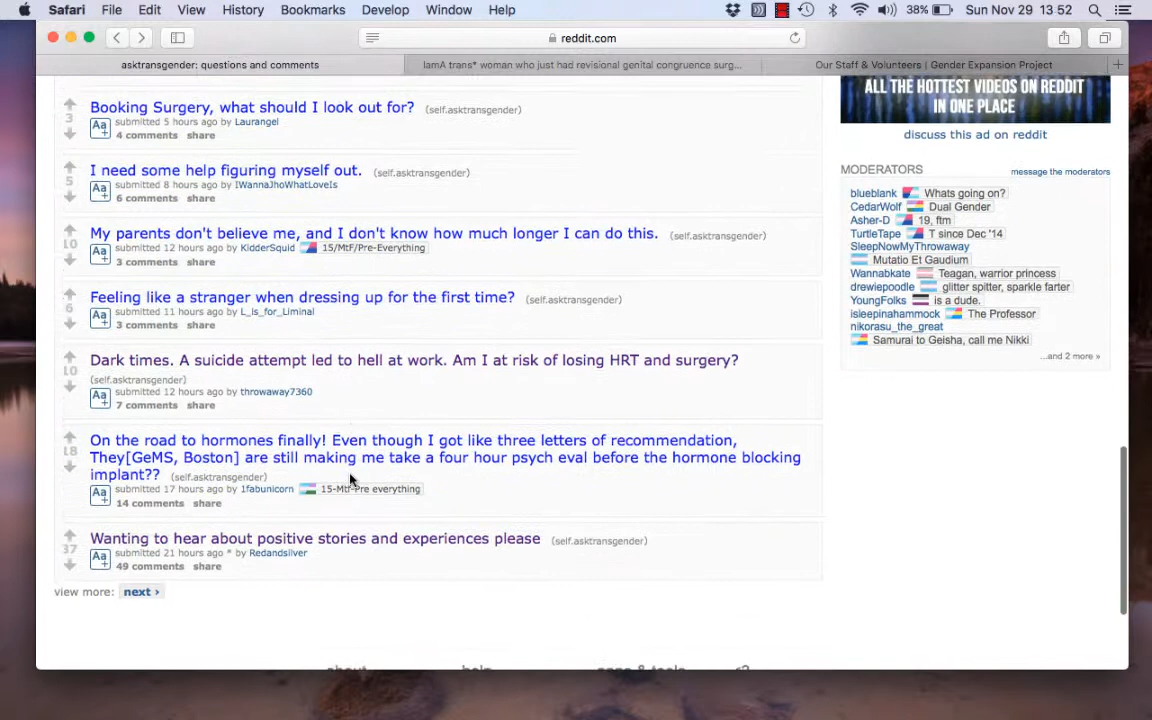 Safari File Edit View History Bookmarks Develop Window Help 38% Sun Nov 29 13 52
reddit.com
asktransgender: questions and comments
IamA trans* woman who just had revisional genital congruence surg...
Our Staff & Volunteers | Gender Expansion Project
Booking Surgery, what should I look out for? (self.asktransgender)
3
Aa+
submitted 5 hours ago by Laurangel
4 comments share
I need some help figuring myself out. (self.asktransgender)
5
Aa+
submitted 8 hours ago by IWannaJhoWhatLoveIs
6 comments share
My parents don't believe me, and I don't know how much longer I can do this. (self.asktransgender)
10
Aa+
submitted 12 hours ago by KidderSquid 15/MtF/Pre-Everything
3 comments share
Feeling like a stranger when dressing up for the first time? (self.asktransgender)
6
Aa+
submitted 11 hours ago by L_is_for_Liminal
3 comments share
Dark times. A suicide attempt led to hell at work. Am I at risk of losing HRT and surgery?
(self.asktransgender)
10
Aa+
submitted 12 hours ago by throwaway7360
7 comments share
On the road to hormones finally! Even though I got like three letters of recommendation,
They[GeMS, Boston] are still making me take a four hour psych eval before the hormone blocking
implant?? (self.asktransgender)
18
Aa+
submitted 17 hours ago by 1fabunicorn 15-Mtf-Pre everything
14 comments share
Wanting to hear about positive stories and experiences please (self.asktransgender)
37
Aa+
submitted 21 hours ago * by Redandsilver
49 comments share
view more: next ›
ALL THE HOTTEST VIDEOS ON REDDIT
IN ONE PLACE
discuss this ad on reddit
MODERATORS message the moderators
blueblank Whats going on?
CedarWolf Dual Gender
Asher-D 19, ftm
TurtleTape T since Dec '14
SleepNowMyThrowaway
Mutatio Et Gaudium
Wannabkate Teagan, warrior princess
drewiepoodle glitter spitter, sparkle farter
YoungFolks is a dude.
isleepinahammock The Professor
nikorasu_the_great
Samurai to Geisha, call me Nikki
...and 2 more »